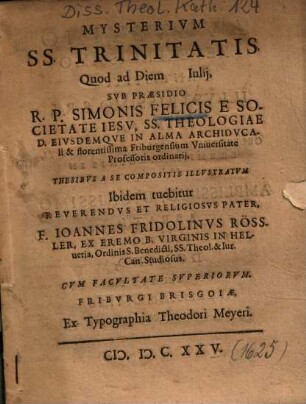 Diss. Theol. Kath. 124
MYSTERIVM
SS. TRINITATIS
Quod ad Diem Iulij,
SVB PRÆSIDIO
R. P. SIMONIS FELICIS E SO-
CIETATE IESV, SS. THEOLOGIAE
D. EIVSDEMQVE IN ALMA ARCHIDVCA-
li & florentissima Friburgensium Vniuersitate
Professoris ordinarij,
THESIBVS A SE COMPOSITIS ILLVSTRATVM
Ibidem tuebitur
REVERENDVS ET RELIGIOSVS PATER,
F. IOANNES FRIDOLINVS RÖSS-
LER, EX EREMO B. VIRGINIS IN HEL-
uetia, Ordinis S. Benedicti, SS. Theol. & Iur.
Can. Studiosus.
CVM FACVLTATE SVPERIORVM.
FRIBVRGI BRISGOIÆ,
Ex Typographia Theodori Meyeri.
CIↃ. IↃ. C. XXV. (1625)